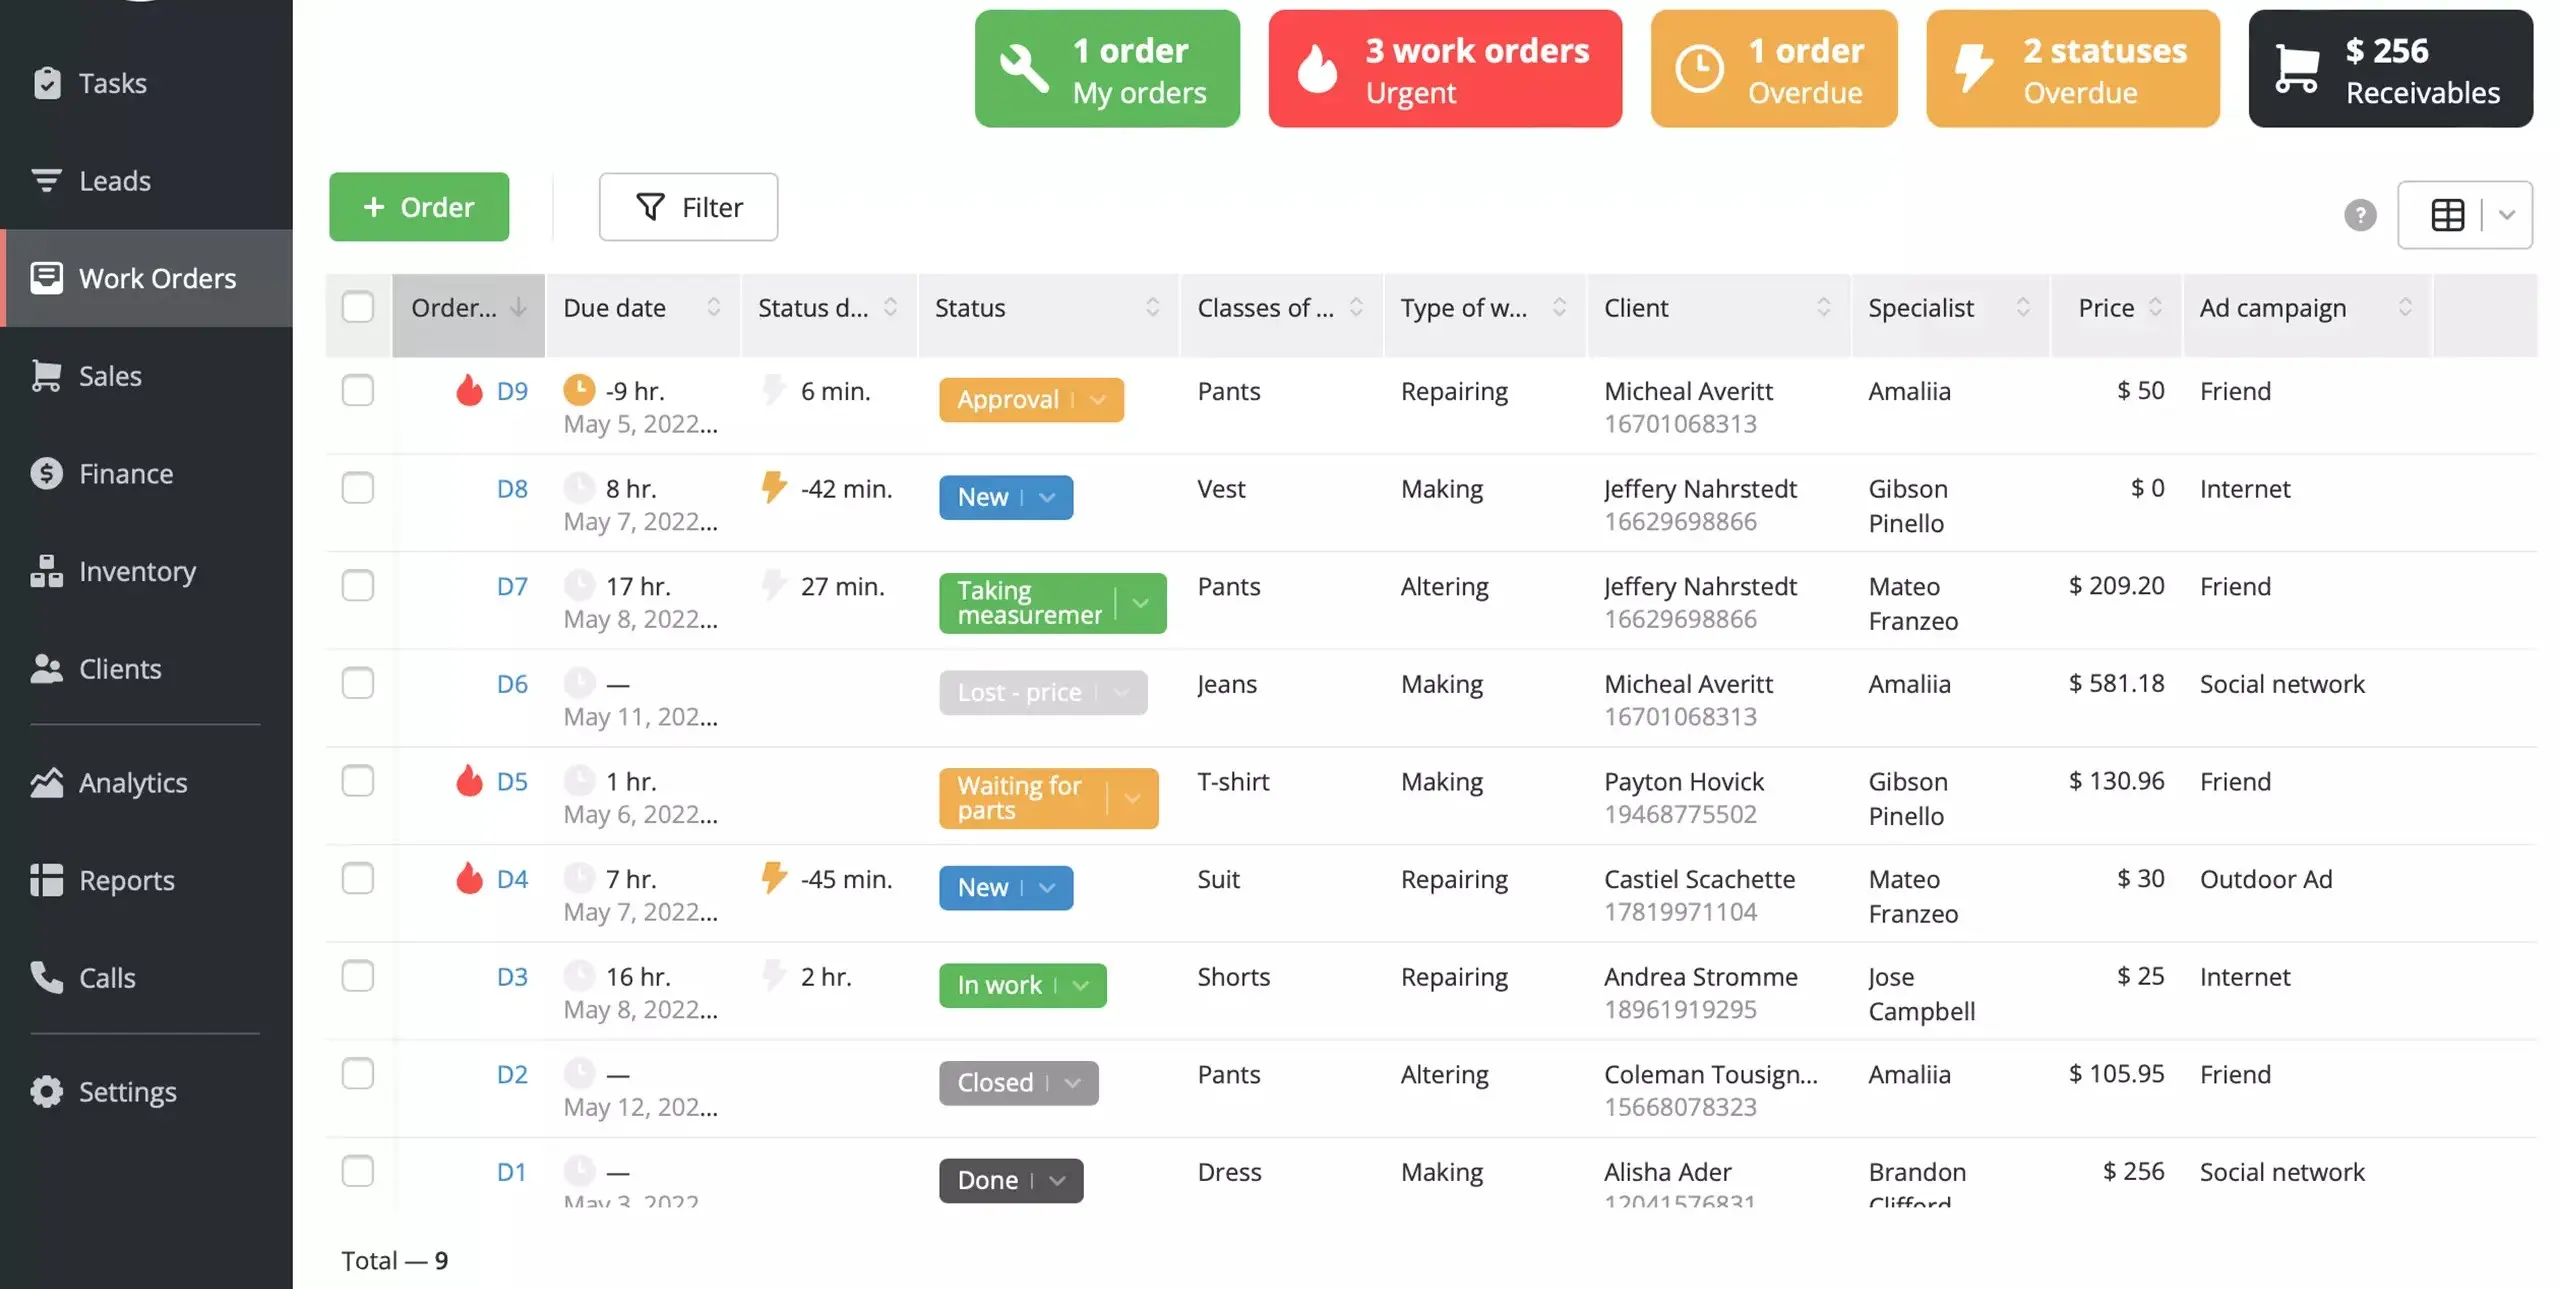 Tasks
Leads
Work Orders
Sales
Finance
Inventory
Clients
Analytics
Reports
Calls
Settings
1 order
My orders
3 work orders
Urgent
1 order
Overdue
2 statuses
Overdue
$ 256
Receivables
+ Order
Filter
?
Order... Due date Status d... Status Classes of ... Type of w... Client Specialist Price Ad campaign
D9 -9 hr. 6 min. Approval Pants Repairing Micheal Averitt Amaliia $ 50 Friend
May 5, 2022... 16701068313
D8 8 hr. -42 min. New Vest Making Jeffery Nahrstedt Gibson $ 0 Internet
May 7, 2022... 16629698866 Pinello
D7 17 hr. 27 min. Taking Pants Altering Jeffery Nahrstedt Mateo $ 209.20 Friend
May 8, 2022... measuremer 16629698866 Franzeo
D6 — Lost - price Jeans Making Micheal Averitt Amaliia $ 581.18 Social network
May 11, 202... 16701068313
D5 1 hr. Waiting for T-shirt Making Payton Hovick Gibson $ 130.96 Friend
May 6, 2022... parts 19468775502 Pinello
D4 7 hr. -45 min. New Suit Repairing Castiel Scachette Mateo $ 30 Outdoor Ad
May 7, 2022... 17819971104 Franzeo
D3 16 hr. 2 hr. In work Shorts Repairing Andrea Stromme Jose $ 25 Internet
May 8, 2022... 18961919295 Campbell
D2 — Closed Pants Altering Coleman Tousign... Amaliia $ 105.95 Friend
May 12, 202... 15668078323
D1 — Done Dress Making Alisha Ader Brandon $ 256 Social network
May 3, 2022 12041576831 Clifford
Total — 9